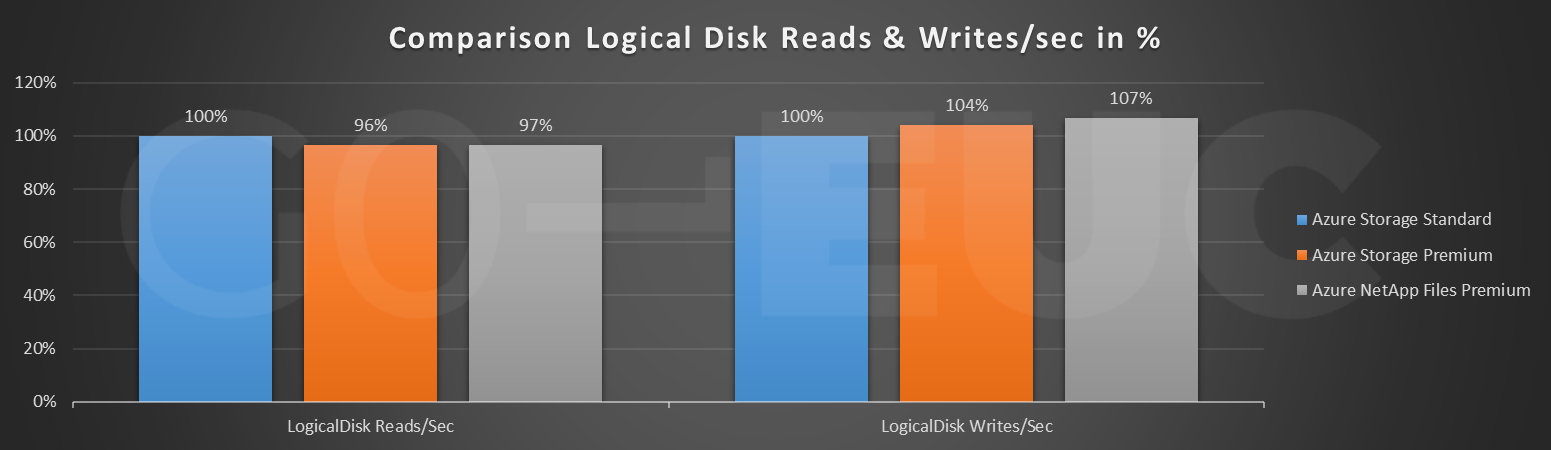 Comparison Logical Disk Reads & Writes/sec in %
120%
100%
80%
60%
40%
20%
0%
100%
96%
97%
100%
104%
107%
LogicalDisk Reads/Sec
LogicalDisk Writes/Sec
Azure Storage Standard
Azure Storage Premium
Azure NetApp Files Premium
GO-EUC